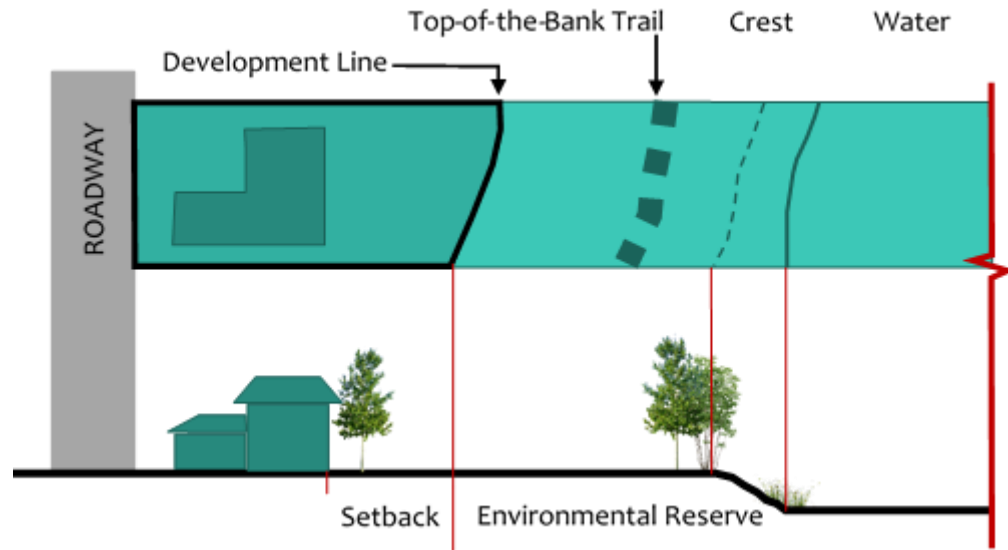 Top-of-the-Bank Trail
Crest
Water
Development Line
ROADWAY
Setback
Environmental Reserve